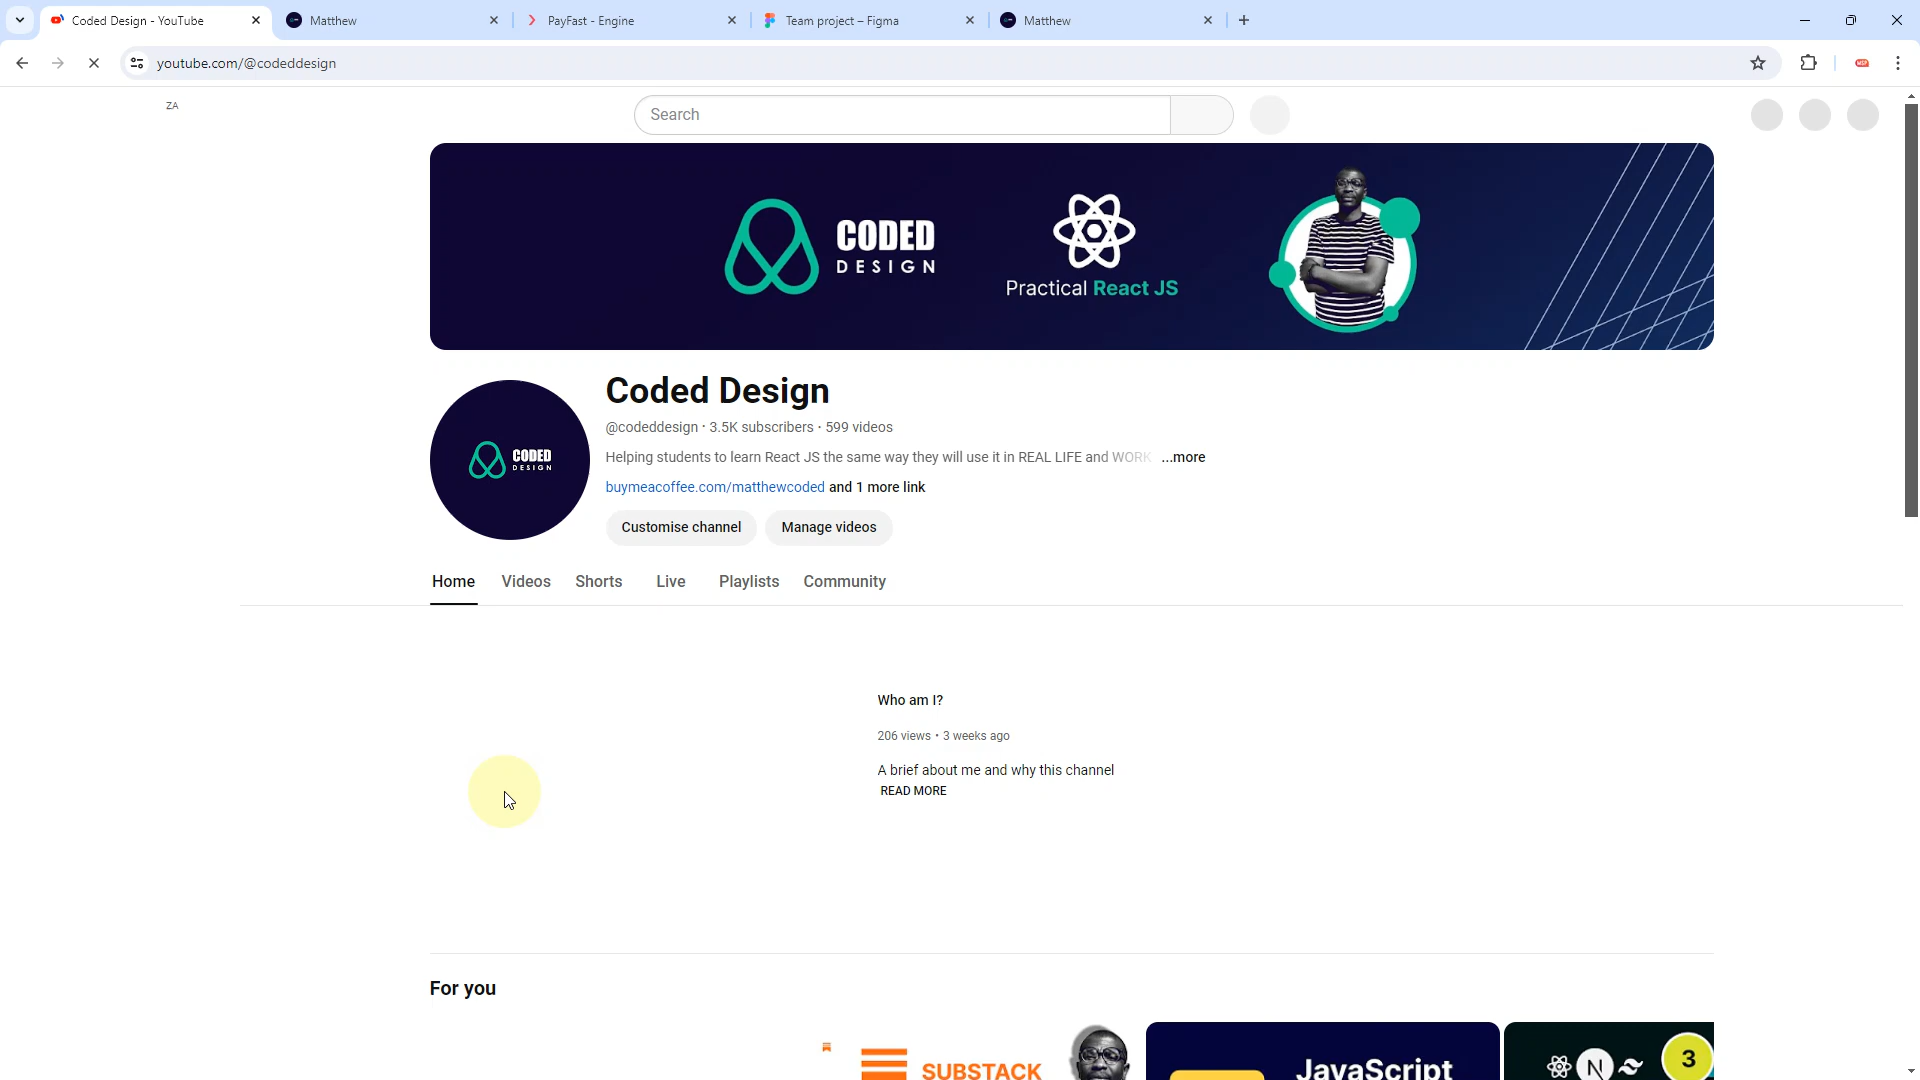 Coded Design - YouTube
Matthew
PayFast - Engine
Team project – Figma
Matthew
youtube.com/@codeddesign
ZA
Search
CODED
DESIGN
Practical React JS
CODED
DESIGN
Coded Design
@codeddesign · 3.5K subscribers · 599 videos
Helping students to learn React JS the same way they will use it in REAL LIFE and WORK ...more
buymeacoffee.com/matthewcoded and 1 more link
Customise channel
Manage videos
Home
Videos
Shorts
Live
Playlists
Community
Who am I?
206 views • 3 weeks ago
A brief about me and why this channel
READ MORE
For you
SUBSTACK
JavaScript
N
3